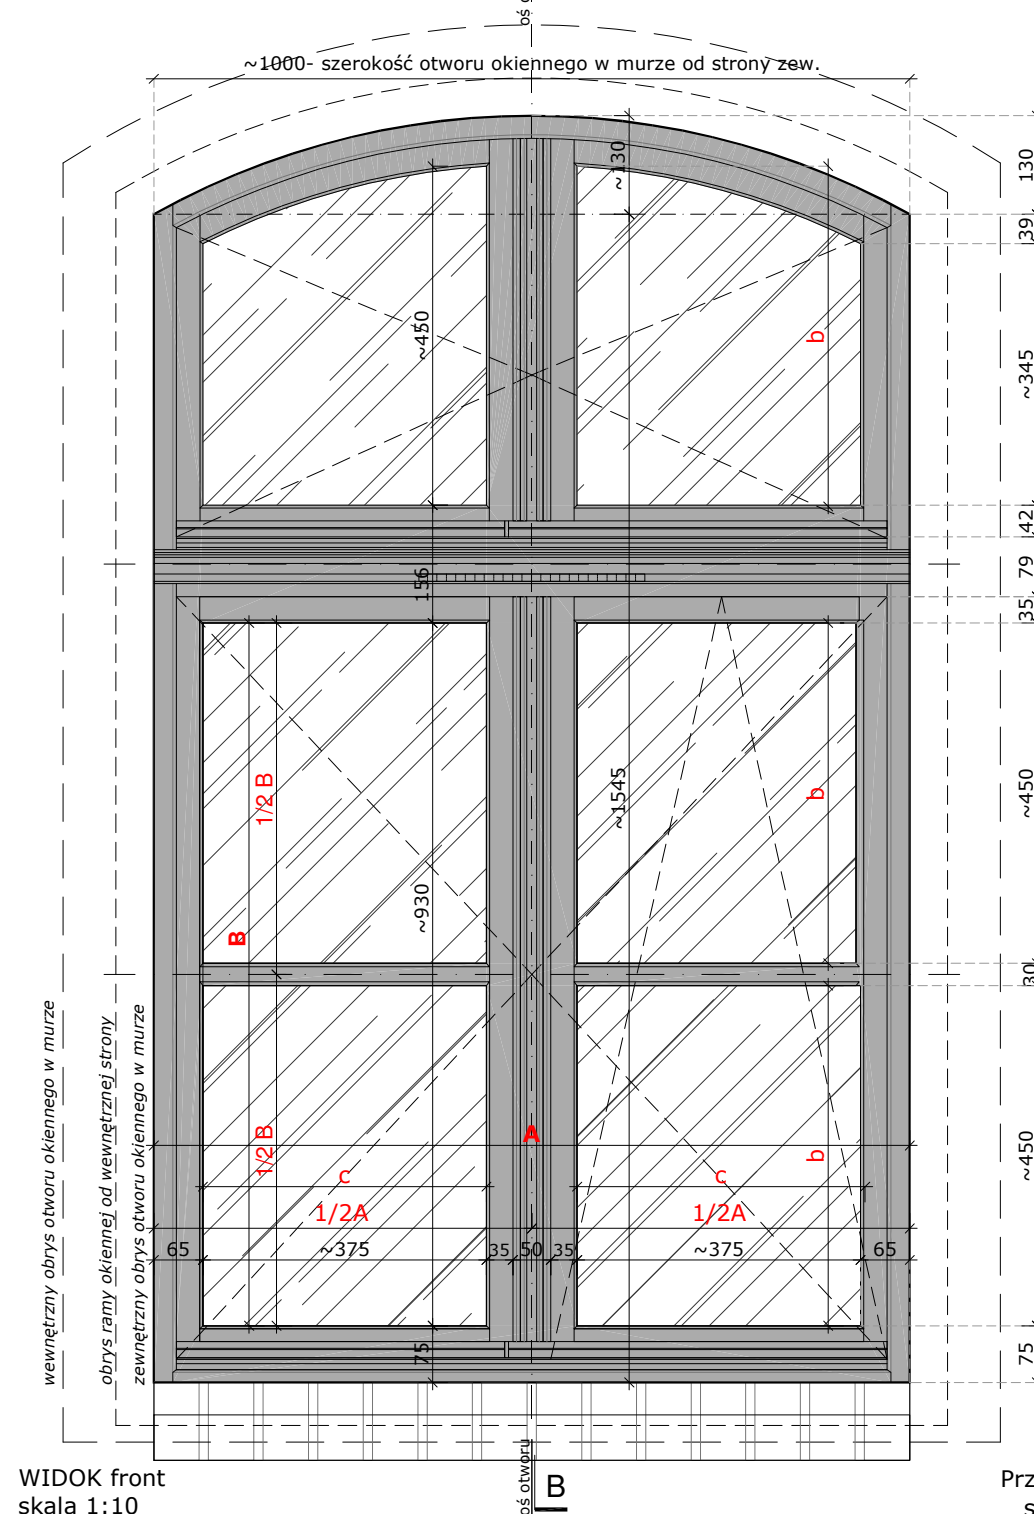 oś o
~1000- szerokość otworu okiennego w murze od strony zew.
130
~130
39
~450
b
~345
42
79
156
35
1/2 B
b
~1545
~450
~930
B
30
wewnętrzny obrys otworu okiennego w murze
obrys ramy okiennej od wewnętrznej strony
zewnętrzny obrys otworu okiennego w murze
A
1/2 B
b
~450
c
c
1/2A
1/2A
65
~375
35
50
35
~375
65
75
75
WIDOK front
skala 1:10
oś otworu
B
Prz
s